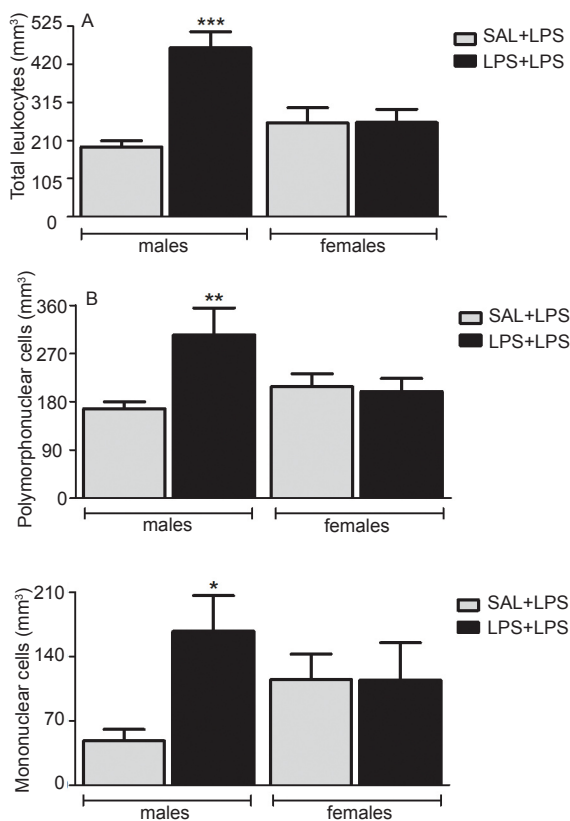 A
Total leukocytes (mm³)
525
420
315
210
105
0
***
SAL+LPS
LPS+LPS
males
females
B
Polymorphonuclear cells (mm³)
360
270
180
90
0
**
SAL+LPS
LPS+LPS
males
females
Mononuclear cells (mm³)
210
140
70
0
*
SAL+LPS
LPS+LPS
males
females